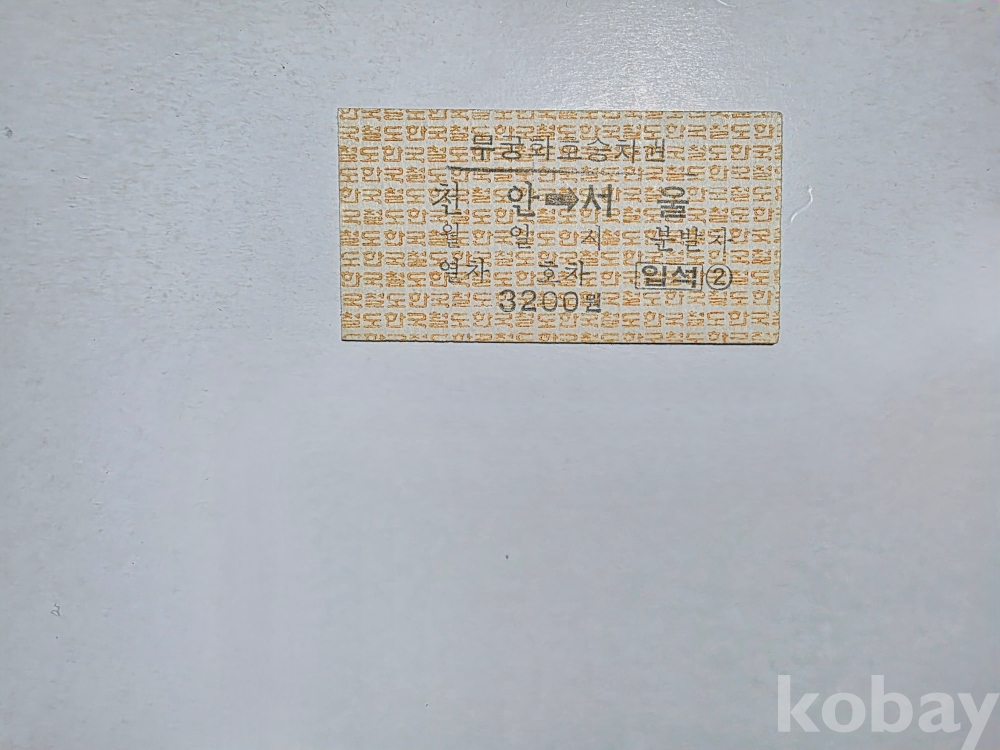 무궁화호승차권
천 안➡서 울
월 일 시 분발차
열차 호차 입석②
3200원
kobay